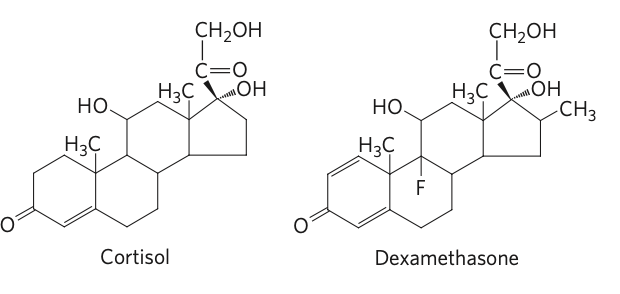 CH₂OH
C=O
H₃C
OH
HO
H₃C
O
Cortisol
CH₂OH
C=O
H₃C
OH
HO
CH₃
H₃C
F
O
Dexamethasone